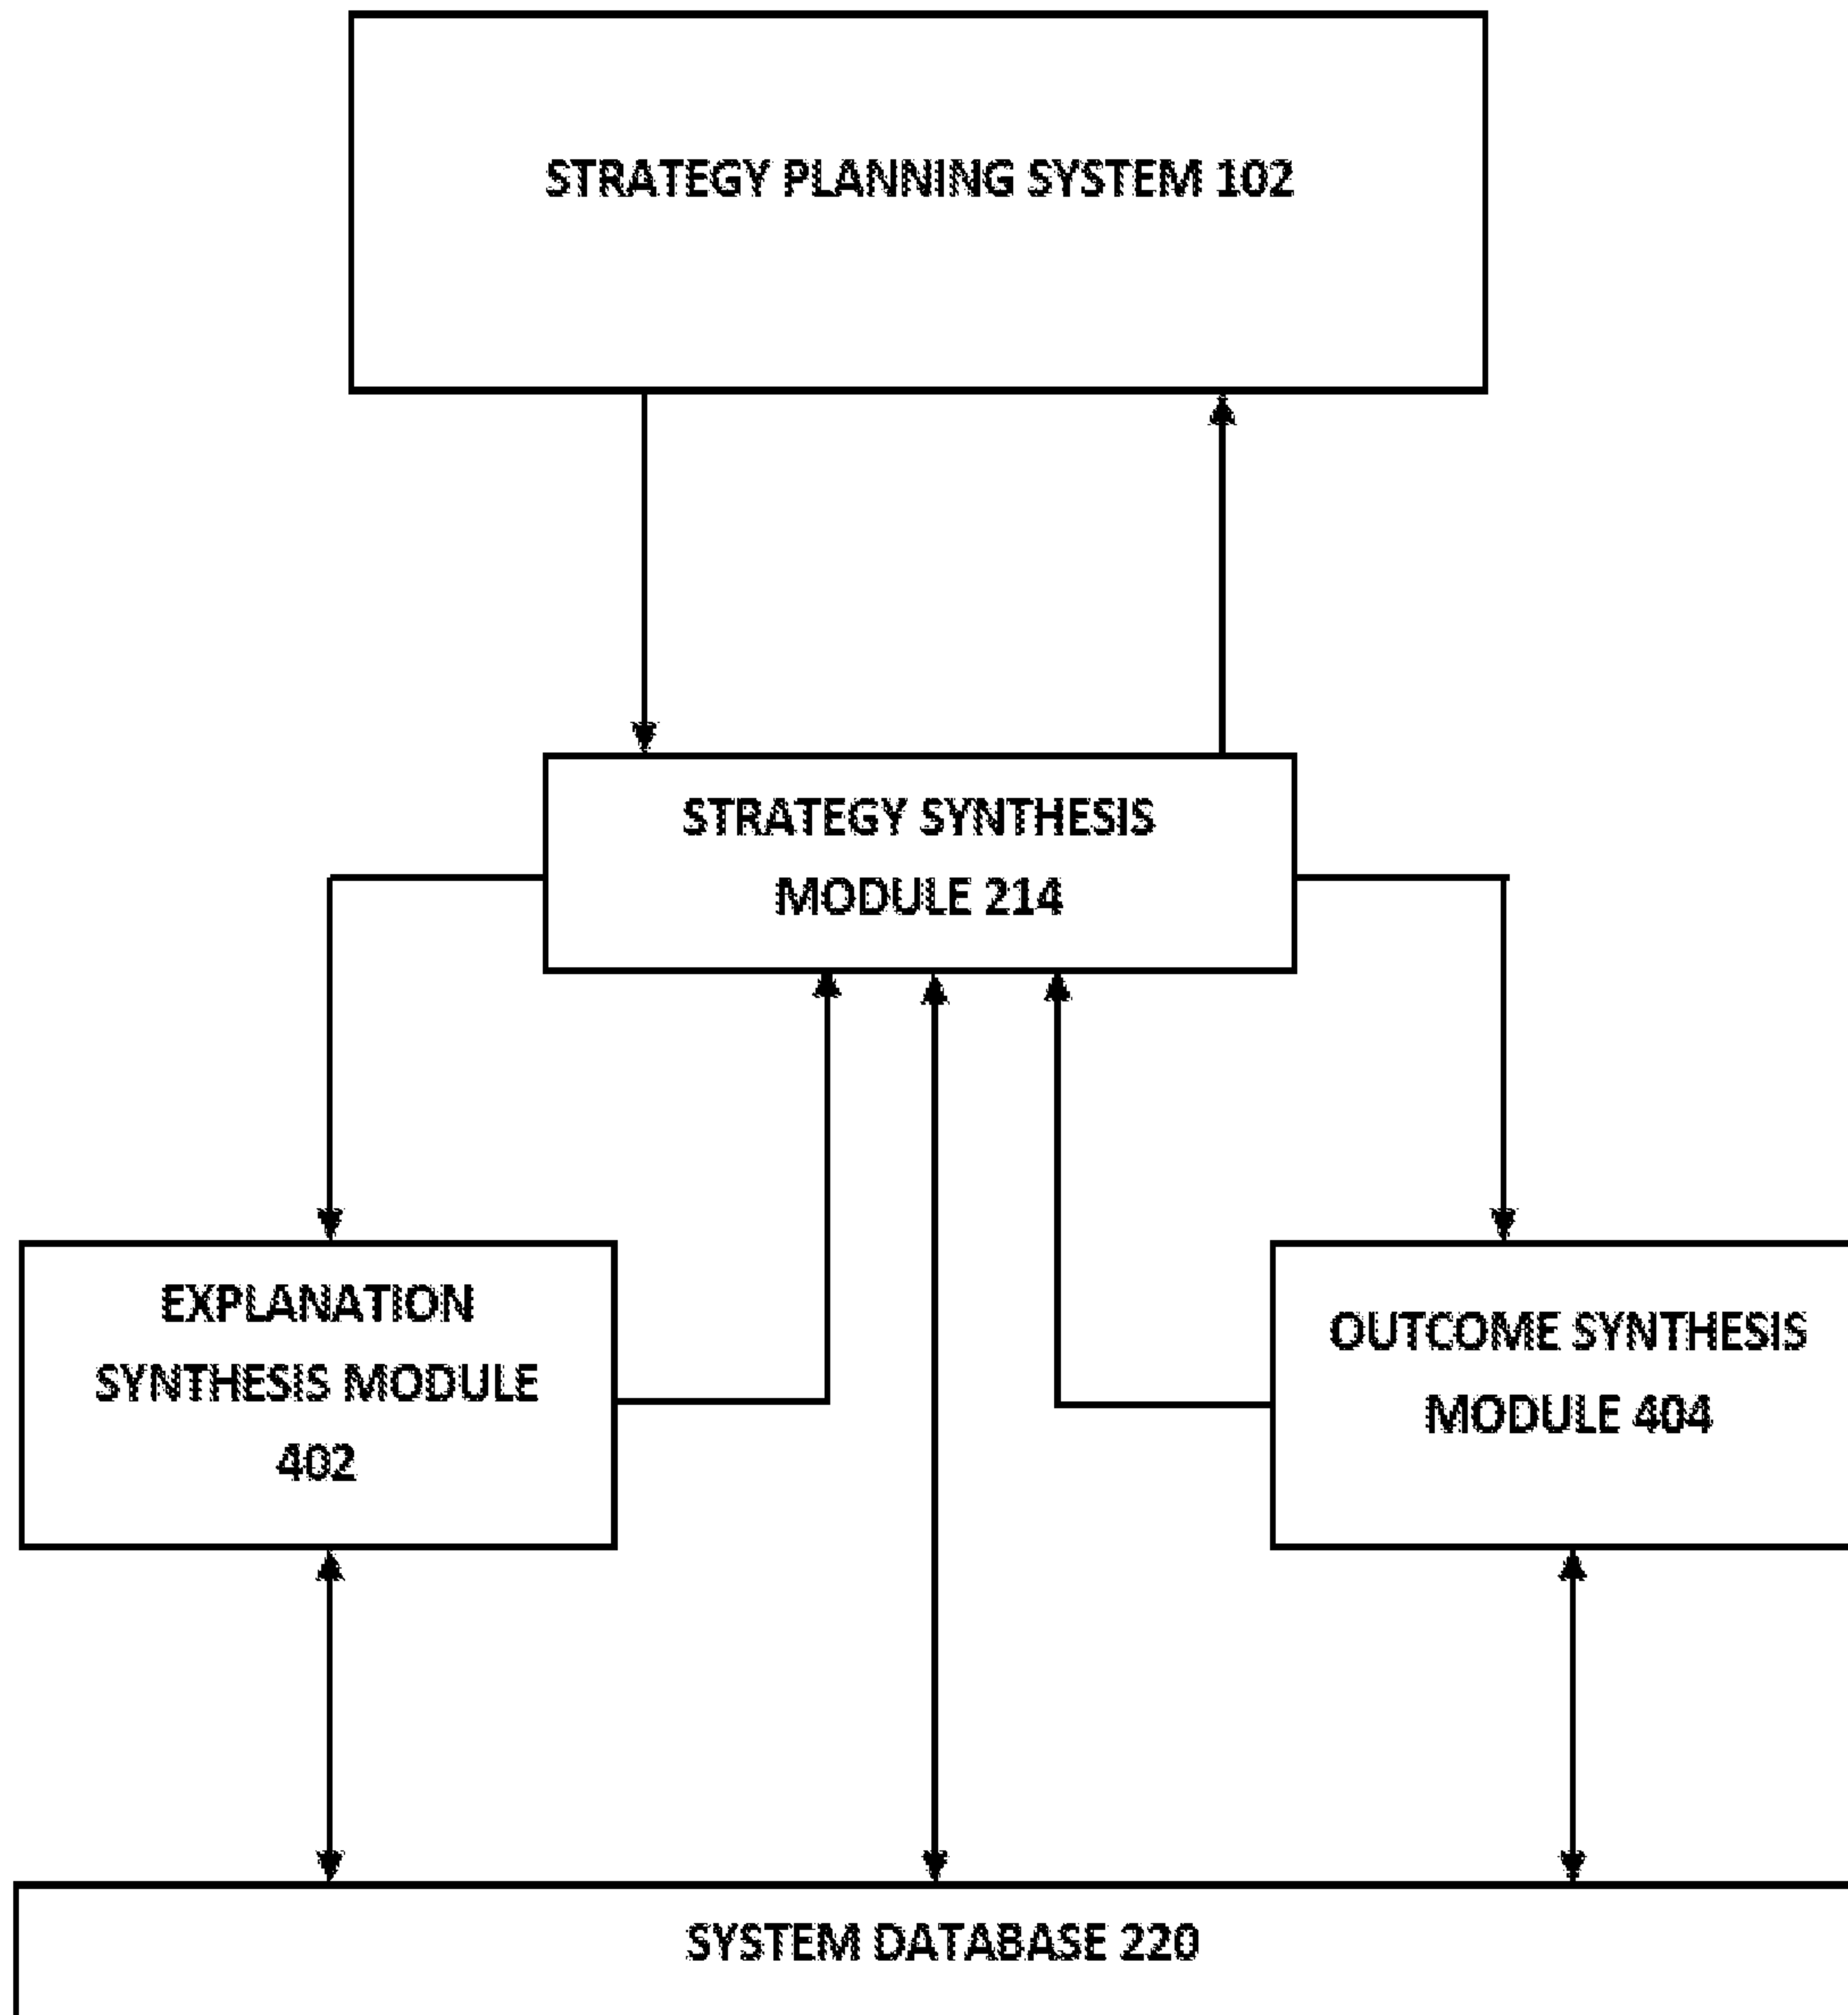 STRATEGY PLANNING SYSTEM 102
STRATEGY SYNTHESIS
MODULE 214
EXPLANATION
SYNTHESIS MODULE
402
OUTCOME SYNTHESIS
MODULE 404
SYSTEM DATABASE 220